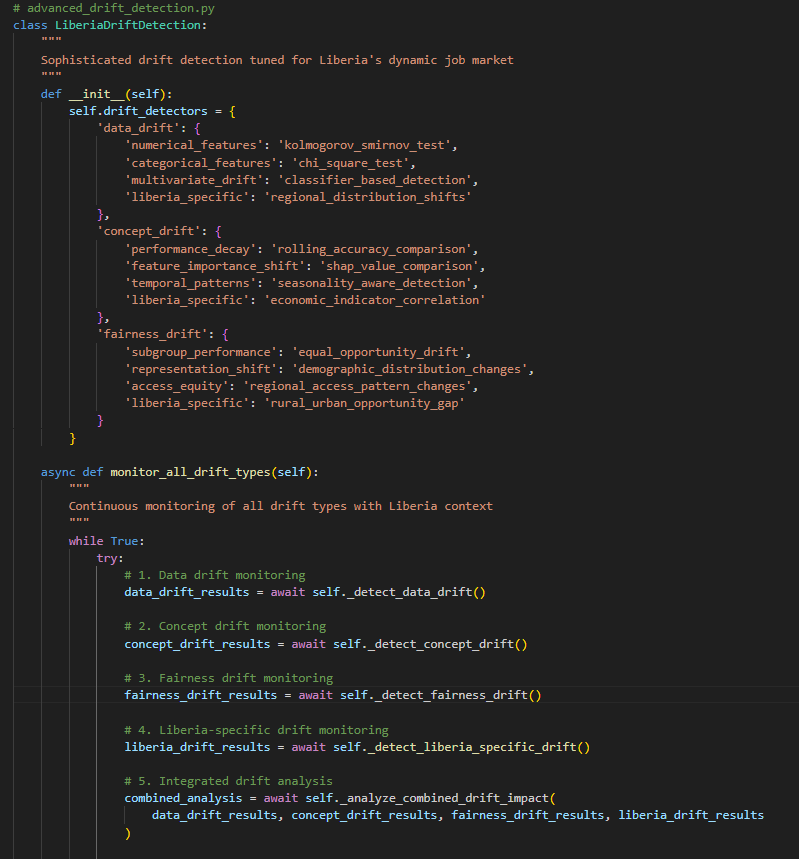 # advanced_drift_detection.py
class LiberiaDriftDetection:
    """
    Sophisticated drift detection tuned for Liberia's dynamic job market
    """
    def __init__(self):
        self.drift_detectors = {
            'data_drift': {
                'numerical_features': 'kolmogorov_smirnov_test',
                'categorical_features': 'chi_square_test',
                'multivariate_drift': 'classifier_based_detection',
                'liberia_specific': 'regional_distribution_shifts'
            },
            'concept_drift': {
                'performance_decay': 'rolling_accuracy_comparison',
                'feature_importance_shift': 'shap_value_comparison',
                'temporal_patterns': 'seasonality_aware_detection',
                'liberia_specific': 'economic_indicator_correlation'
            },
            'fairness_drift': {
                'subgroup_performance': 'equal_opportunity_drift',
                'representation_shift': 'demographic_distribution_changes',
                'access_equity': 'regional_access_pattern_changes',
                'liberia_specific': 'rural_urban_opportunity_gap'
            }
        }

    async def monitor_all_drift_types(self):
        """
        Continuous monitoring of all drift types with Liberia context
        """
        while True:
            try:
                # 1. Data drift monitoring
                data_drift_results = await self._detect_data_drift()

                # 2. Concept drift monitoring
                concept_drift_results = await self._detect_concept_drift()

                # 3. Fairness drift monitoring
                fairness_drift_results = await self._detect_fairness_drift()

                # 4. Liberia-specific drift monitoring
                liberia_drift_results = await self._detect_liberia_specific_drift()

                # 5. Integrated drift analysis
                combined_analysis = await self._analyze_combined_drift_impact(
                    data_drift_results, concept_drift_results, fairness_drift_results, liberia_drift_results
                )